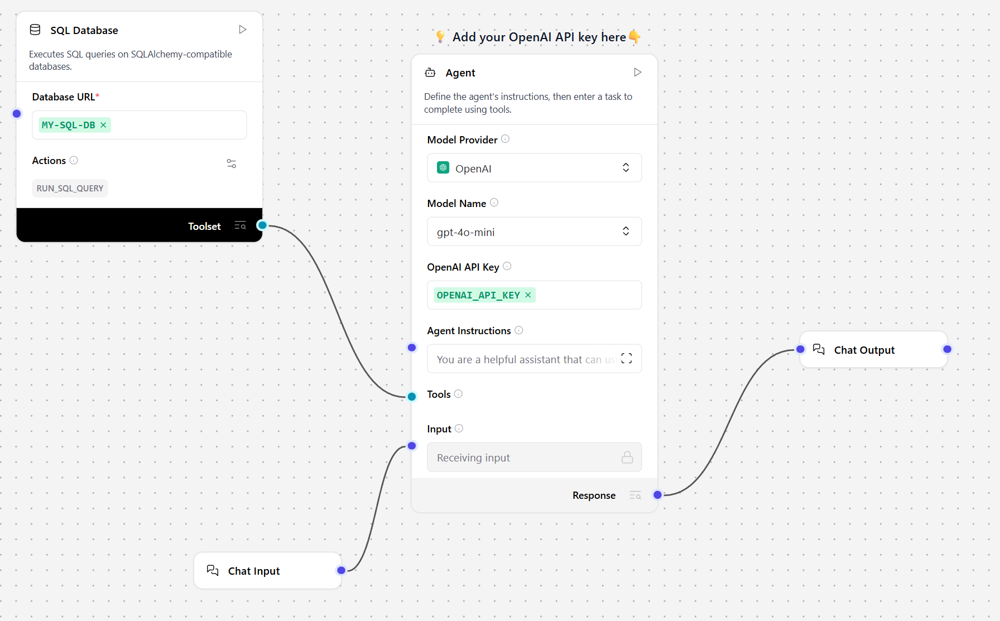 SQL Database
Executes SQL queries on SQLAlchemy-compatible
databases.
Database URL*
MY-SQL-DB ×
Actions
RUN_SQL_QUERY
Toolset
💡 Add your OpenAI API key here👇
Agent
Define the agent's instructions, then enter a task to
complete using tools.
Model Provider
OpenAI
Model Name
gpt-4o-mini
OpenAI API Key
OPENAI_API_KEY ×
Agent Instructions
You are a helpful assistant that can
Tools
Input
Receiving input
Response
Chat Input
Chat Output